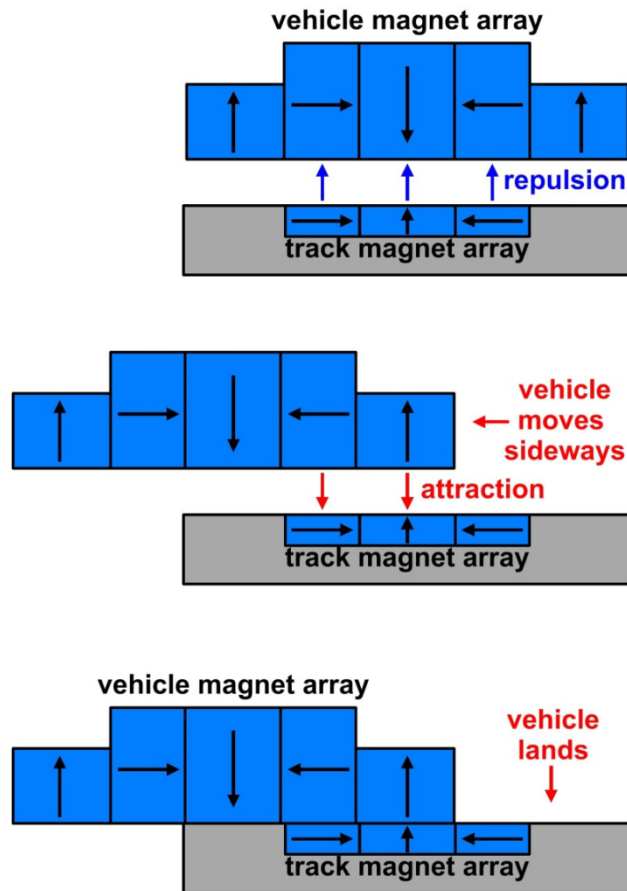 vehicle magnet array
repulsion
track magnet array
vehicle
moves
sideways
attraction
track magnet array
vehicle magnet array
vehicle
lands
track magnet array